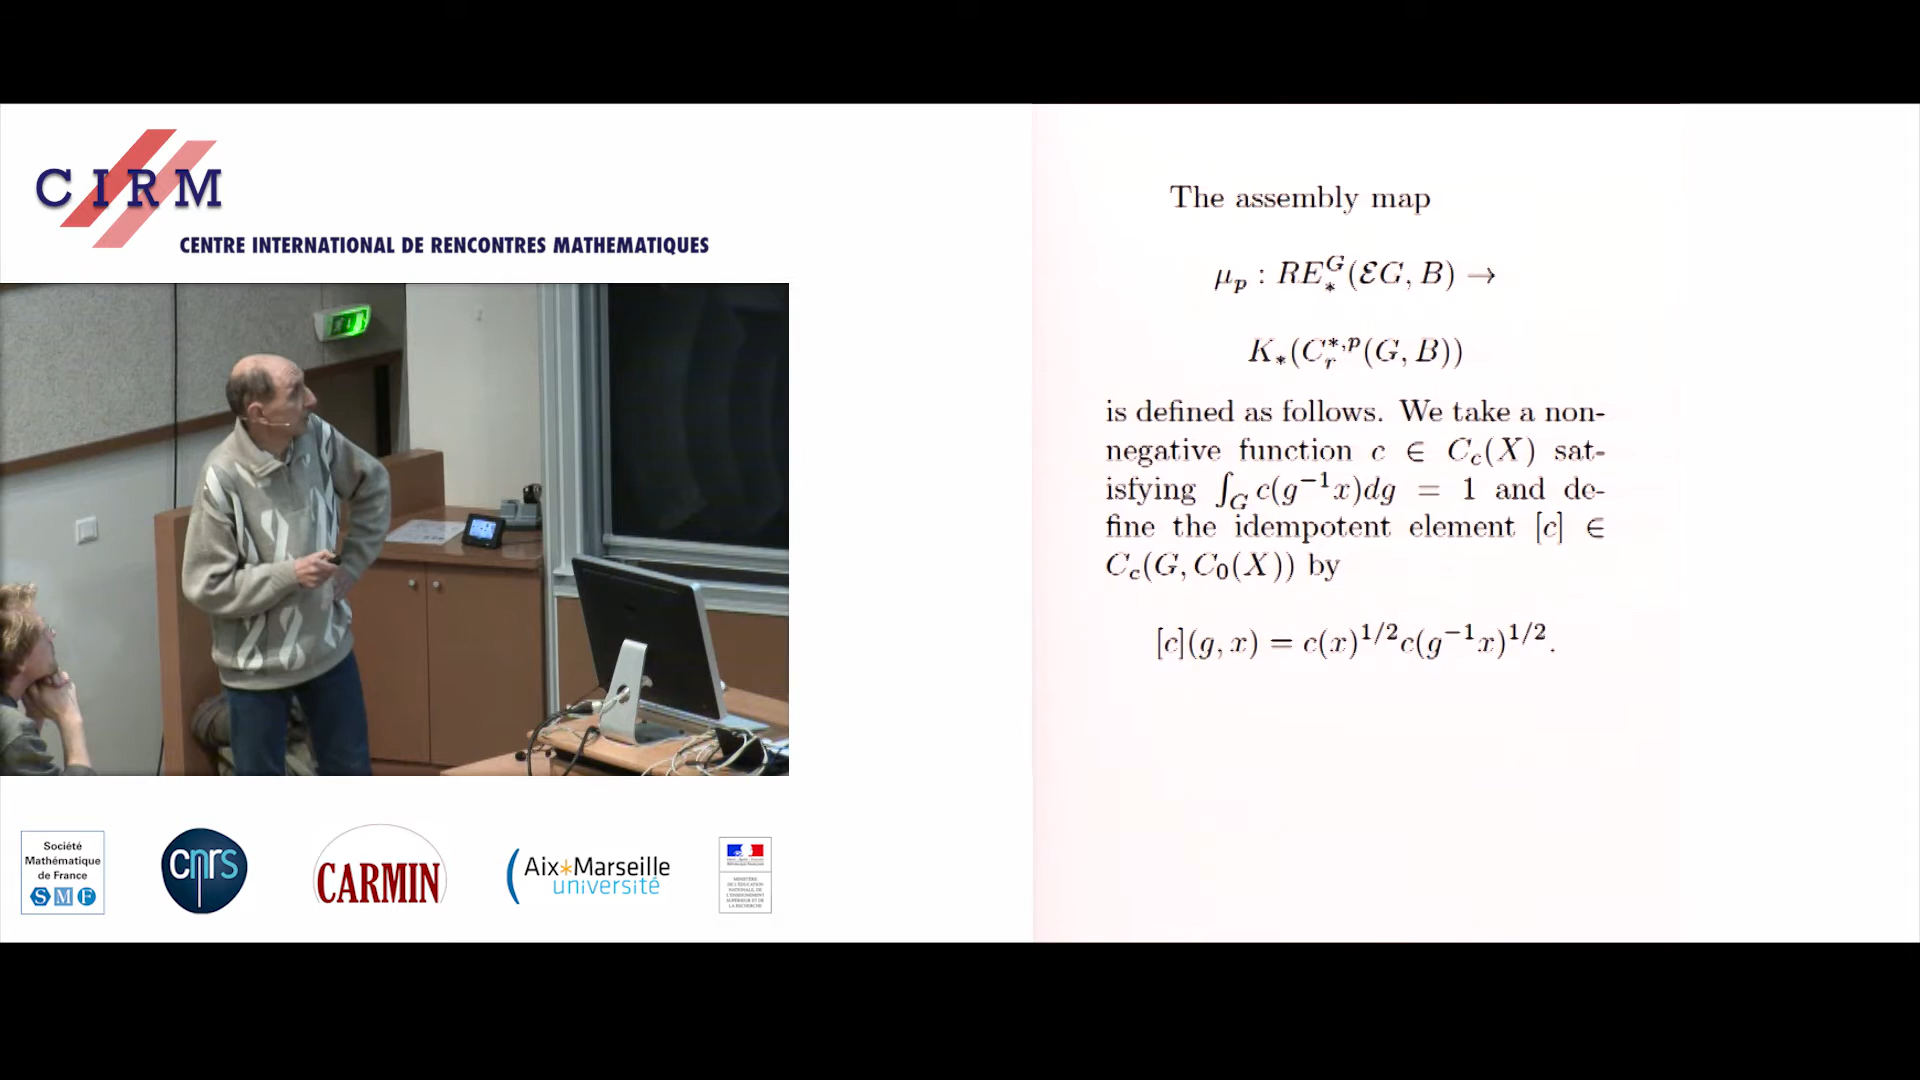 C I R M
CENTRE INTERNATIONAL DE RENCONTRES MATHEMATIQUES
The assembly map
μ_p : RE_*^G(ℰG, B) →
K_*(C_r^{*,p}(G, B))
is defined as follows. We take a non-
negative function c ∈ C_c(X) sat-
isfying ∫_G c(g^{-1}x)dg = 1 and de-
fine the idempotent element [c] ∈
C_c(G, C_0(X)) by
[c](g, x) = c(x)^{1/2}c(g^{-1}x)^{1/2}.
Société
Mathématique
de France
S M F
cnrs
CARMIN
Aix*Marseille
université